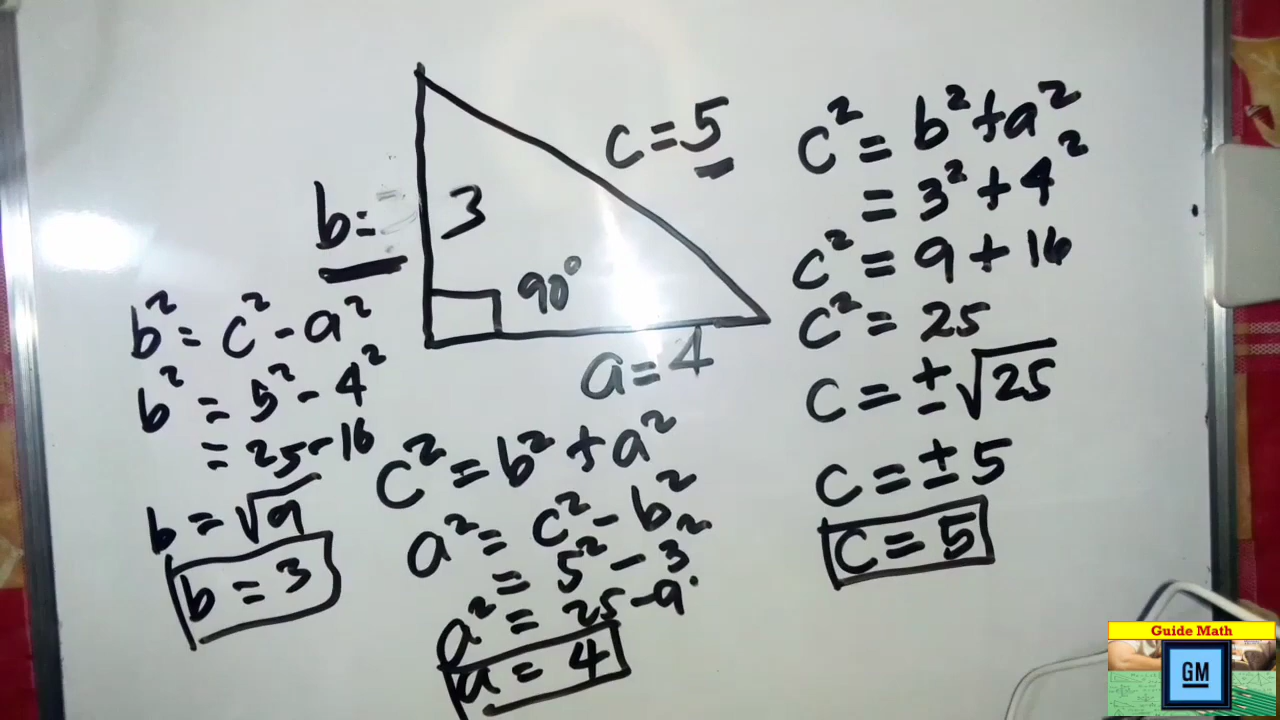 c = 5
b =
3
90°
a = 4
c² = b² + a²
= 3² + 4²
c² = 9 + 16
c² = 25
c = ±√25
c = ±5
c = 5
b² = c² - a²
b² = 5² - 4²
= 25 - 16
b = √9
b = 3
c² = b² + a²
a² = c² - b²
= 5² - 3²
a² = 25 - 9
a = 4
Guide Math
GM